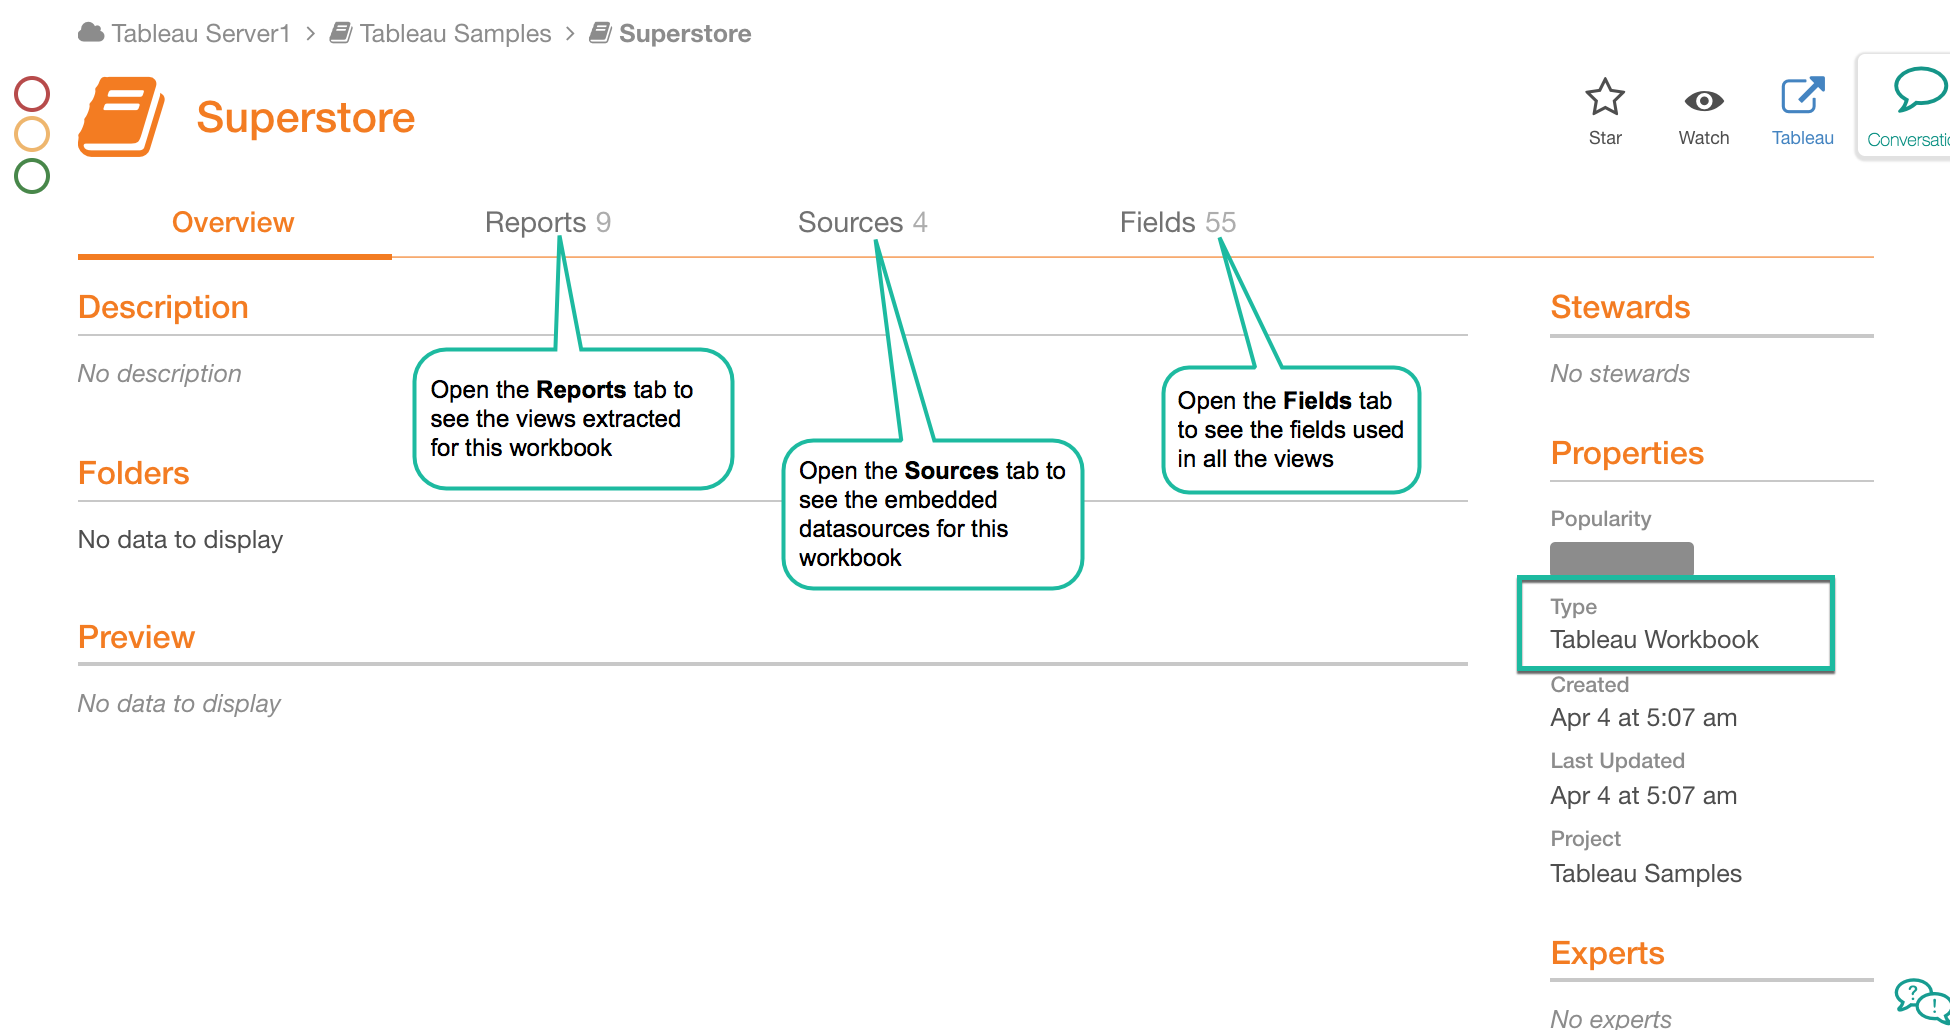 Tableau Server1 > Tableau Samples > Superstore
Superstore
Star
Watch
Tableau
Overview
Reports 9
Sources 4
Fields 55
Description
No description
Open the Reports tab to
see the views extracted
for this workbook
Open the Sources tab to
see the embedded
datasources for this
workbook
Open the Fields tab
to see the fields used
in all the views
Folders
No data to display
Preview
No data to display
Stewards
No stewards
Properties
Popularity
Type
Tableau Workbook
Created
Apr 4 at 5:07 am
Last Updated
Apr 4 at 5:07 am
Project
Tableau Samples
Experts
No experts